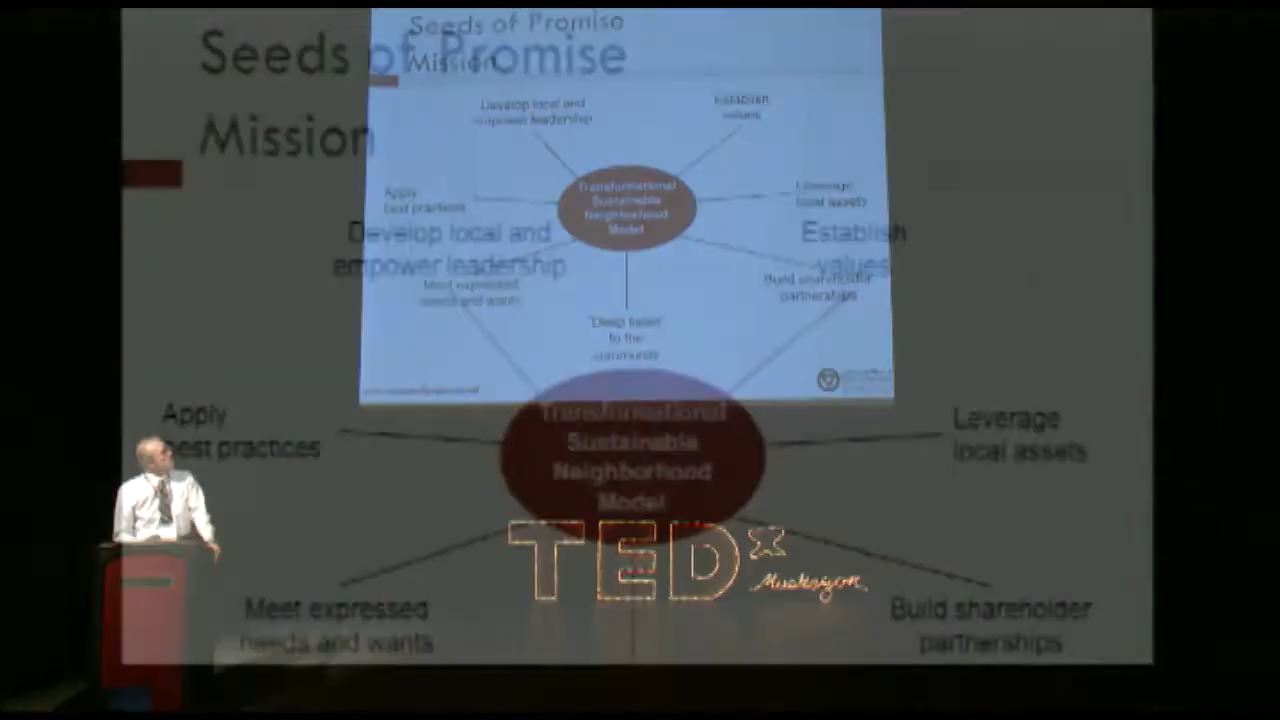 Seeds of Promise
Mission
Develop local and
empower leadership
Establish
values
Apply
best practices
Transformational
Sustainable
Neighborhood
Model
Leverage
local assets
Meet expressed
needs and wants
Build shareholder
partnerships
"Deep listen"
to the
community
Seeds of Promise
Mission
Develop local and
empower leadership
Establish
values
Apply
best practices
Transformational
Sustainable
Neighborhood
Model
Leverage
local assets
Meet expressed
needs and wants
Build shareholder
partnerships
TEDx
Muskegon